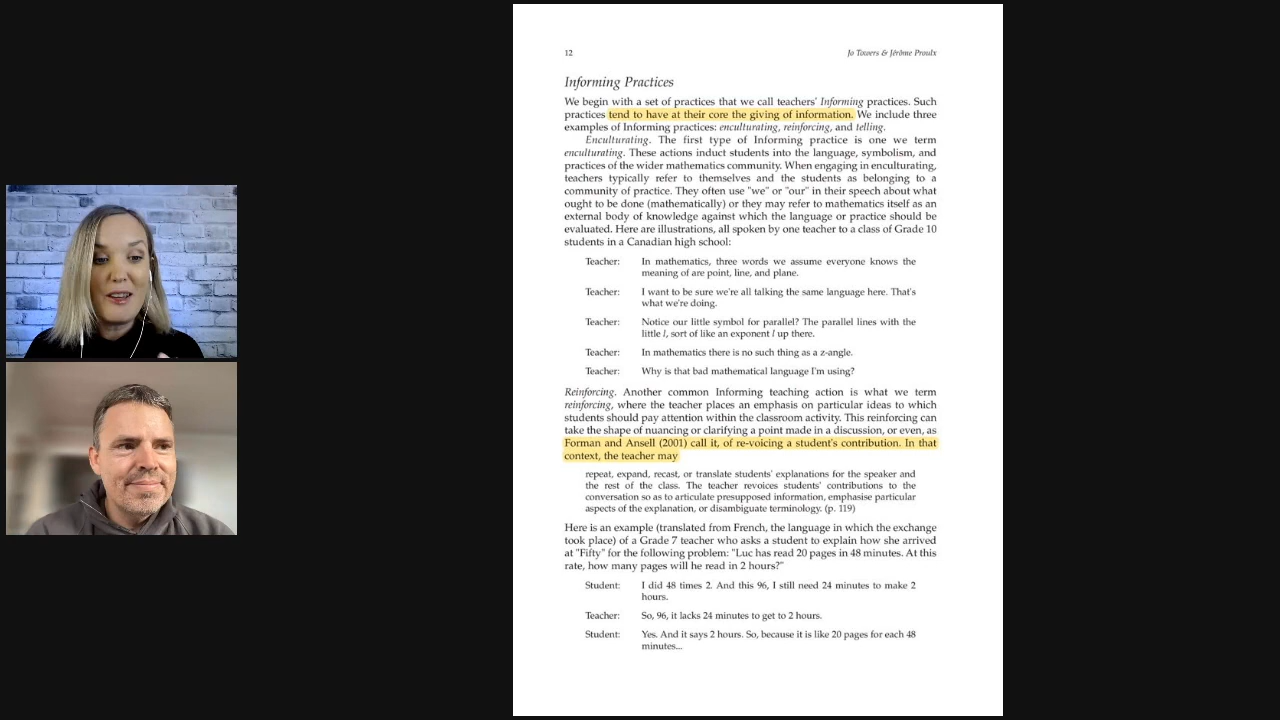 12
Jo Towers & Jérôme Proulx
Informing Practices
We begin with a set of practices that we call teachers' Informing practices. Such
practices tend to have at their core the giving of information. We include three
examples of Informing practices: enculturating, reinforcing, and telling.
Enculturating. The first type of Informing practice is one we term
enculturating. These actions induct students into the language, symbolism, and
practices of the wider mathematics community. When engaging in enculturating,
teachers typically refer to themselves and the students as belonging to a
community of practice. They often use "we" or "our" in their speech about what
ought to be done (mathematically) or they may refer to mathematics itself as an
external body of knowledge against which the language or practice should be
evaluated. Here are illustrations, all spoken by one teacher to a class of Grade 10
students in a Canadian high school:
Teacher: In mathematics, three words we assume everyone knows the
meaning of are point, line, and plane.
Teacher: I want to be sure we're all talking the same language here. That's
what we're doing.
Teacher: Notice our little symbol for parallel? The parallel lines with the
little l, sort of like an exponent l up there.
Teacher: In mathematics there is no such thing as a z-angle.
Teacher: Why is that bad mathematical language I'm using?
Reinforcing. Another common Informing teaching action is what we term
reinforcing, where the teacher places an emphasis on particular ideas to which
students should pay attention within the classroom activity. This reinforcing can
take the shape of nuancing or clarifying a point made in a discussion, or even, as
Forman and Ansell (2001) call it, of re-voicing a student's contribution. In that
context, the teacher may
repeat, expand, recast, or translate students' explanations for the speaker and
the rest of the class. The teacher revoices students' contributions to the
conversation so as to articulate presupposed information, emphasise particular
aspects of the explanation, or disambiguate terminology. (p. 119)
Here is an example (translated from French, the language in which the exchange
took place) of a Grade 7 teacher who asks a student to explain how she arrived
at "Fifty" for the following problem: "Luc has read 20 pages in 48 minutes. At this
rate, how many pages will he read in 2 hours?"
Student: I did 48 times 2. And this 96, I still need 24 minutes to make 2
hours.
Teacher: So, 96, it lacks 24 minutes to get to 2 hours.
Student: Yes. And it says 2 hours. So, because it is like 20 pages for each 48
minutes...